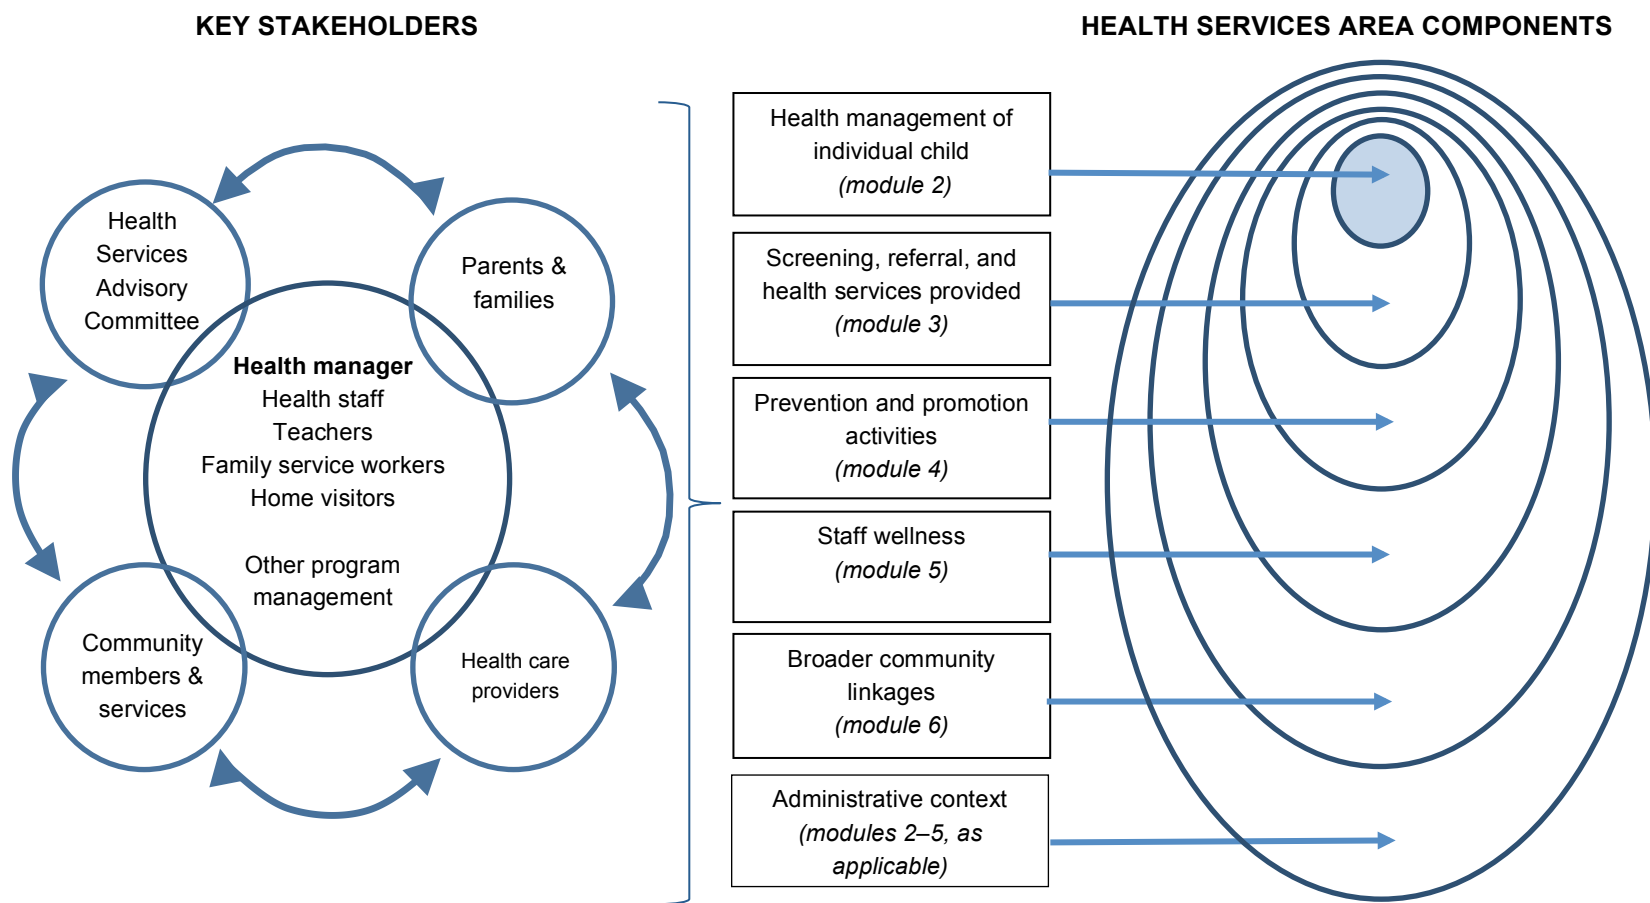 KEY STAKEHOLDERS
HEALTH SERVICES AREA COMPONENTS
Health
Services
Advisory
Committee
Parents &
families
Health manager
Health staff
Teachers
Family service workers
Home visitors
Other program
management
Community
members &
services
Health care
providers
Health management of
individual child
(module 2)
Screening, referral, and
health services provided
(module 3)
Prevention and promotion
activities
(module 4)
Staff wellness
(module 5)
Broader community
linkages
(module 6)
Administrative context
(modules 2–5, as
applicable)